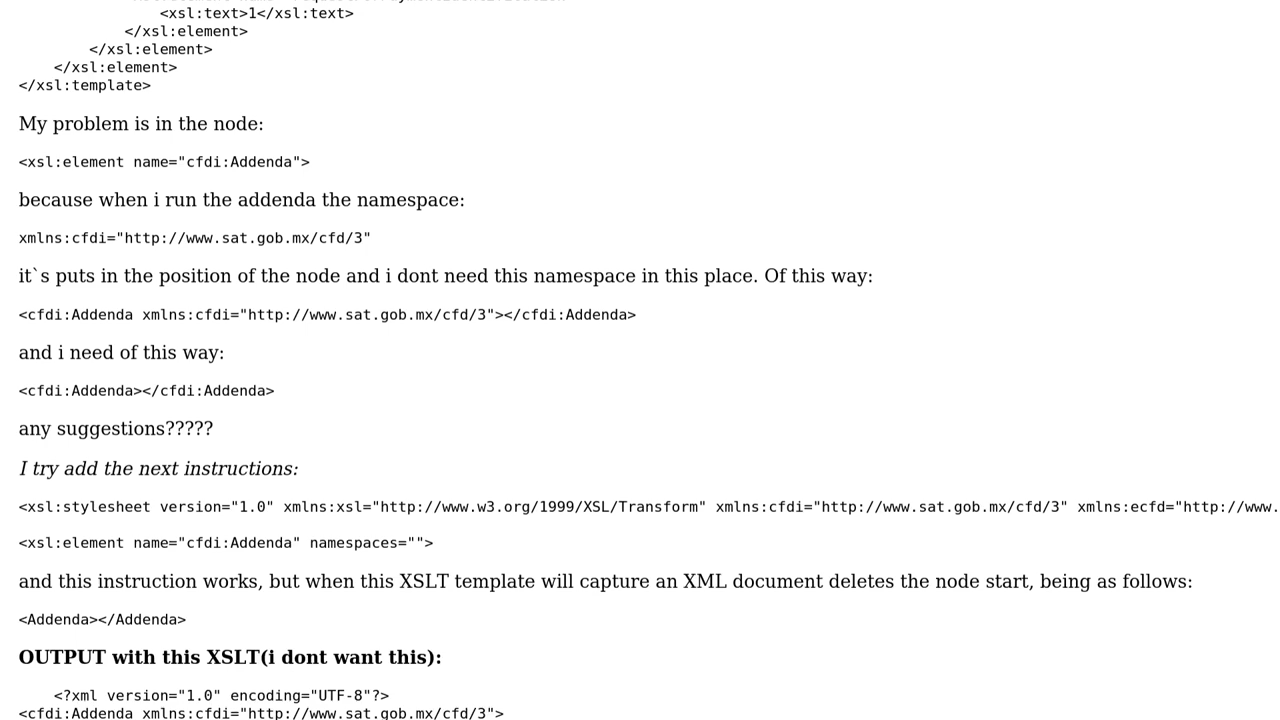 <xsl:text>1</xsl:text>
</xsl:element>
</xsl:element>
</xsl:element>
</xsl:template>
My problem is in the node:
<xsl:element name="cfdi:Addenda">
because when i run the addenda the namespace:
xmlns:cfdi="http://www.sat.gob.mx/cfd/3"
it`s puts in the position of the node and i dont need this namespace in this place. Of this way:
<cfdi:Addenda xmlns:cfdi="http://www.sat.gob.mx/cfd/3"></cfdi:Addenda>
and i need of this way:
<cfdi:Addenda></cfdi:Addenda>
any suggestions?????
I try add the next instructions:
<xsl:stylesheet version="1.0" xmlns:xsl="http://www.w3.org/1999/XSL/Transform" xmlns:cfdi="http://www.sat.gob.mx/cfd/3" xmlns:ecfd="http://www.
<xsl:element name="cfdi:Addenda" namespaces="">
and this instruction works, but when this XSLT template will capture an XML document deletes the node start, being as follows:
<Addenda></Addenda>
OUTPUT with this XSLT(i dont want this):
<?xml version="1.0" encoding="UTF-8"?>
<cfdi:Addenda xmlns:cfdi="http://www.sat.gob.mx/cfd/3">